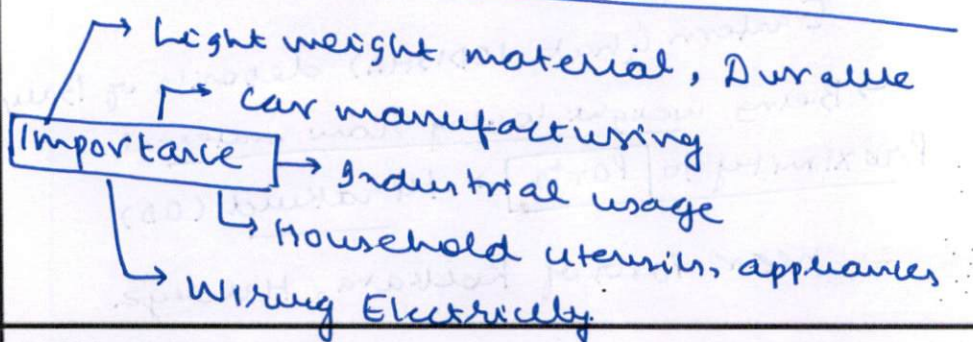 Light weight material, Durable
Car manufacturing
Importance
Industrial usage
Household utensils, appliances
Wiring Electricity